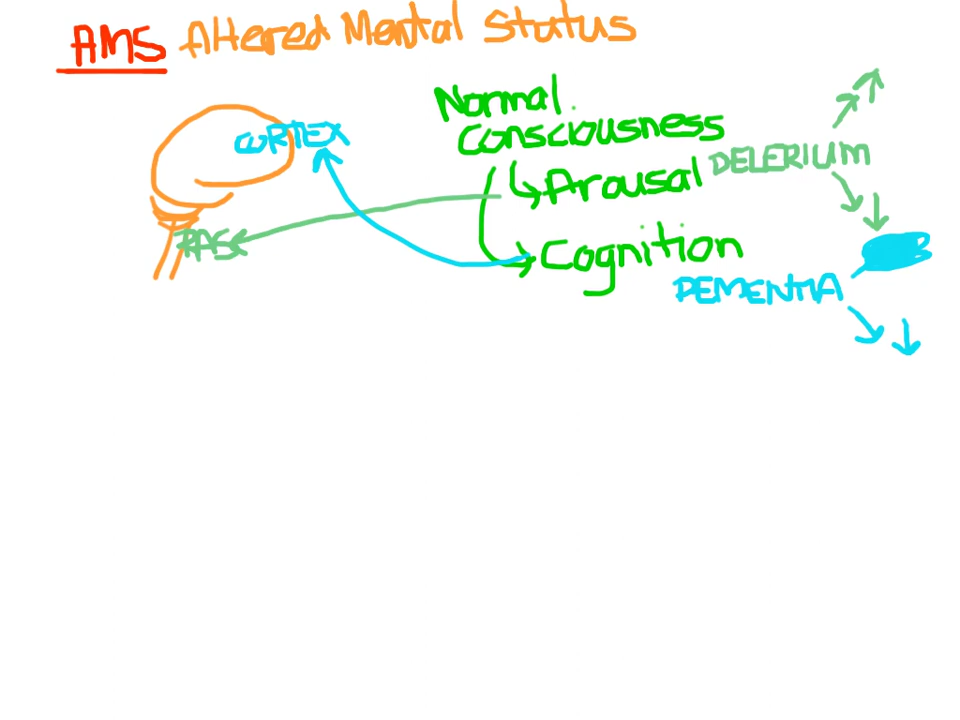 AMS Altered Mental Status
CORTEX
RAS
Normal
Consciousness
Arousal
Cognition
DELERIUM
DEMENTIA